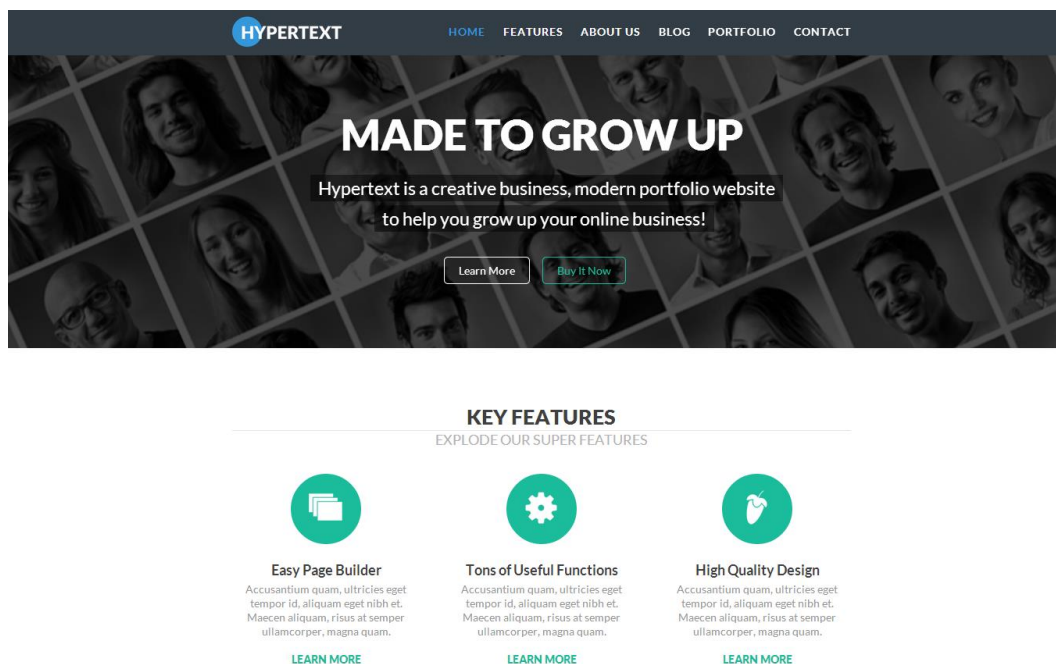 HYPERTEXT
HOME FEATURES ABOUT US BLOG PORTFOLIO CONTACT
MADE TO GROW UP
Hypertext is a creative business, modern portfolio website
to help you grow up your online business!
Learn More Buy It Now
KEY FEATURES
EXPLODE OUR SUPER FEATURES
Easy Page Builder
Accusantium quam, ultricies eget
tempor id, aliquam eget nibh et.
Maecen aliquam, risus at semper
ullamcorper, magna quam.
LEARN MORE
Tons of Useful Functions
Accusantium quam, ultricies eget
tempor id, aliquam eget nibh et.
Maecen aliquam, risus at semper
ullamcorper, magna quam.
LEARN MORE
High Quality Design
Accusantium quam, ultricies eget
tempor id, aliquam eget nibh et.
Maecen aliquam, risus at semper
ullamcorper, magna quam.
LEARN MORE